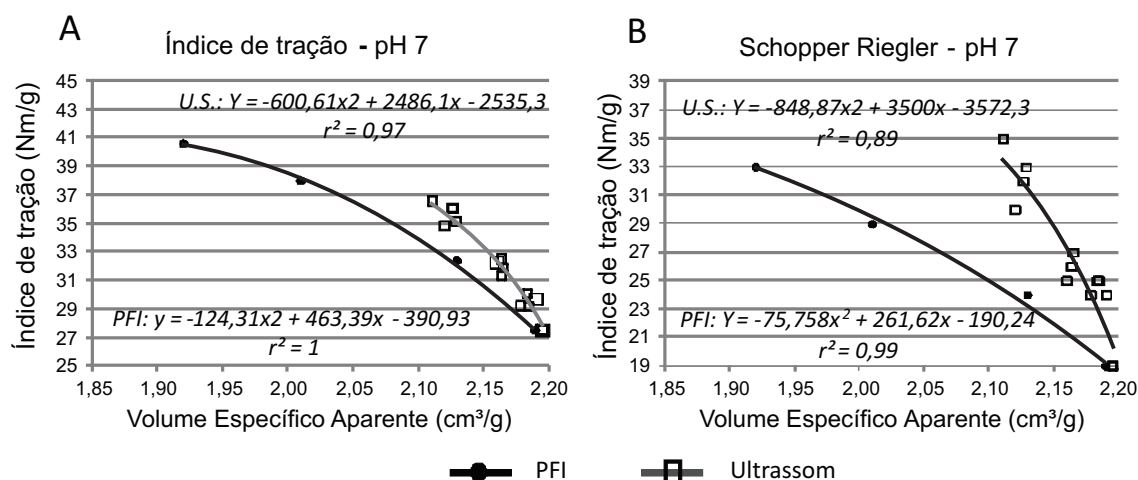 A
Índice de tração - pH 7
Índice de tração (Nm/g)
45
43
41
39
37
35
33
31
29
27
25
U.S.: Y = -600,61x2 + 2486,1x - 2535,3
r² = 0,97
PFI: y = -124,31x2 + 463,39x - 390,93
r² = 1
1,85 1,90 1,95 2,00 2,05 2,10 2,15 2,20
Volume Específico Aparente (cm³/g)
B
Schopper Riegler - pH 7
Índice de tração (Nm/g)
39
37
35
33
31
29
27
25
23
21
19
U.S.: Y = -848,87x2 + 3500x - 3572,3
r² = 0,89
PFI: Y = -75,758x² + 261,62x - 190,24
r² = 0,99
1,85 1,90 1,95 2,00 2,05 2,10 2,15 2,20
Volume Específico Aparente (cm³/g)
PFI
Ultrassom